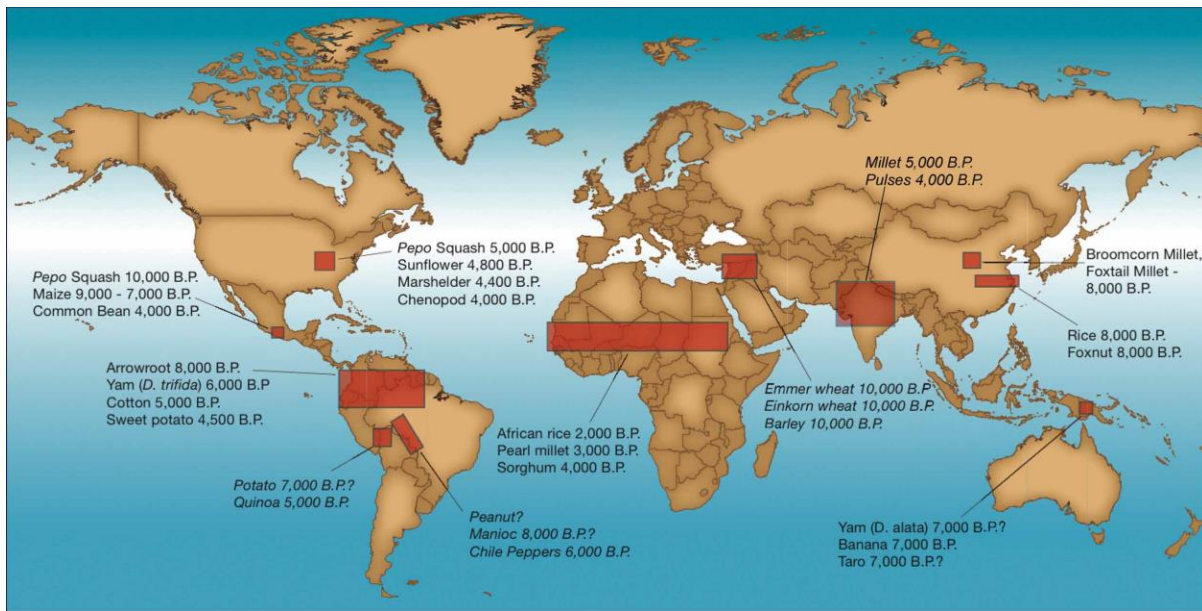 Millet 5,000 B.P.
Pulses 4,000 B.P.
Pepo Squash 5,000 B.P.
Sunflower 4,800 B.P.
Marshelder 4,400 B.P.
Chenopod 4,000 B.P.
Pepo Squash 10,000 B.P.
Maize 9,000 - 7,000 B.P.
Common Bean 4,000 B.P.
Broomcorn Millet,
Foxtail Millet -
8,000 B.P.
Rice 8,000 B.P.
Foxnut 8,000 B.P.
Arrowroot 8,000 B.P.
Yam (D. trifida) 6,000 B.P
Cotton 5,000 B.P.
Sweet potato 4,500 B.P.
Emmer wheat 10,000 B.P
Einkorn wheat 10,000 B.P.
Barley 10,000 B.P.
African rice 2,000 B.P.
Pearl millet 3,000 B.P.
Sorghum 4,000 B.P.
Potato 7,000 B.P.?
Quinoa 5,000 B.P.
Peanut?
Manioc 8,000 B.P.?
Chile Peppers 6,000 B.P.
Yam (D. alata) 7,000 B.P.?
Banana 7,000 B.P.
Taro 7,000 B.P.?